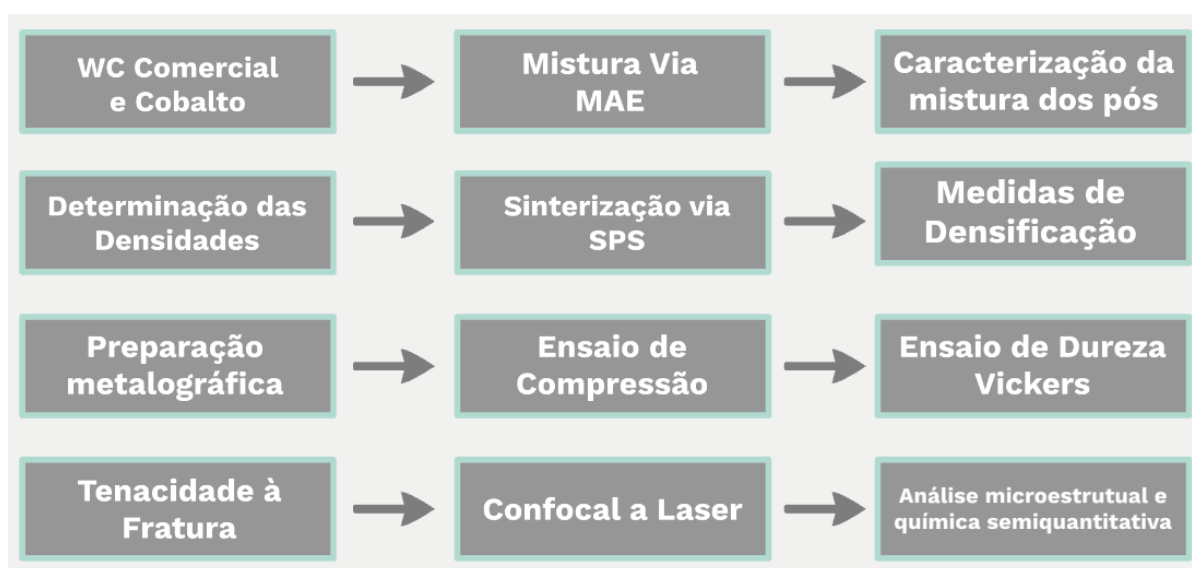 WC Comercial
e Cobalto
Mistura Via
MAE
Caracterização da
mistura dos pós
Determinação das
Densidades
Sinterização via
SPS
Medidas de
Densificação
Preparação
metalográfica
Ensaio de
Compressão
Ensaio de Dureza
Vickers
Tenacidade à
Fratura
Confocal a Laser
Análise microestrutual e
química semiquantitativa